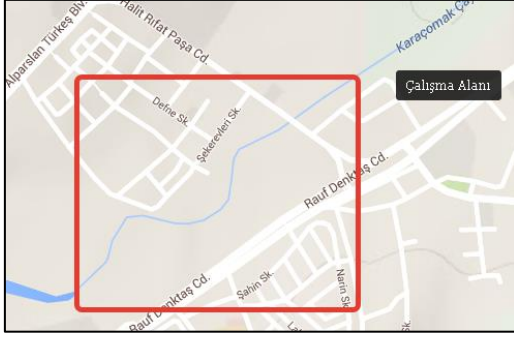 Alparslan Türkeş Blv.
Halit Rıfat Paşa Cd.
Karaçomak Çay
Çalışma Alanı
Defne Sk.
Şekerevleri Sk.
Rauf Denktaş Cd.
Rauf Denktaş Cd.
Şahin Sk.
Narin Sk.